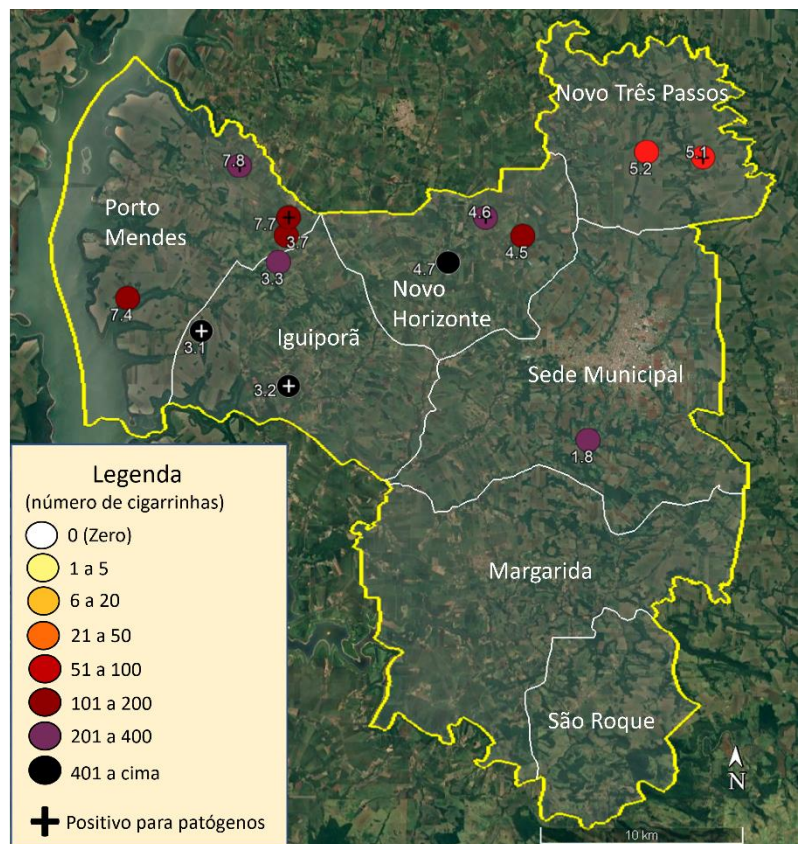 Novo Três Passos
5.2
5.1
7.8
Porto
Mendes
7.7
3.7
3.3
7.4
3.1
3.2
Iguiporã
4.6
4.5
4.7
Novo
Horizonte
Sede Municipal
1.8
Margarida
São Roque
N
10 km
Legenda
(número de cigarrinhas)
0 (Zero)
1 a 5
6 a 20
21 a 50
51 a 100
101 a 200
201 a 400
401 a cima
Positivo para patógenos